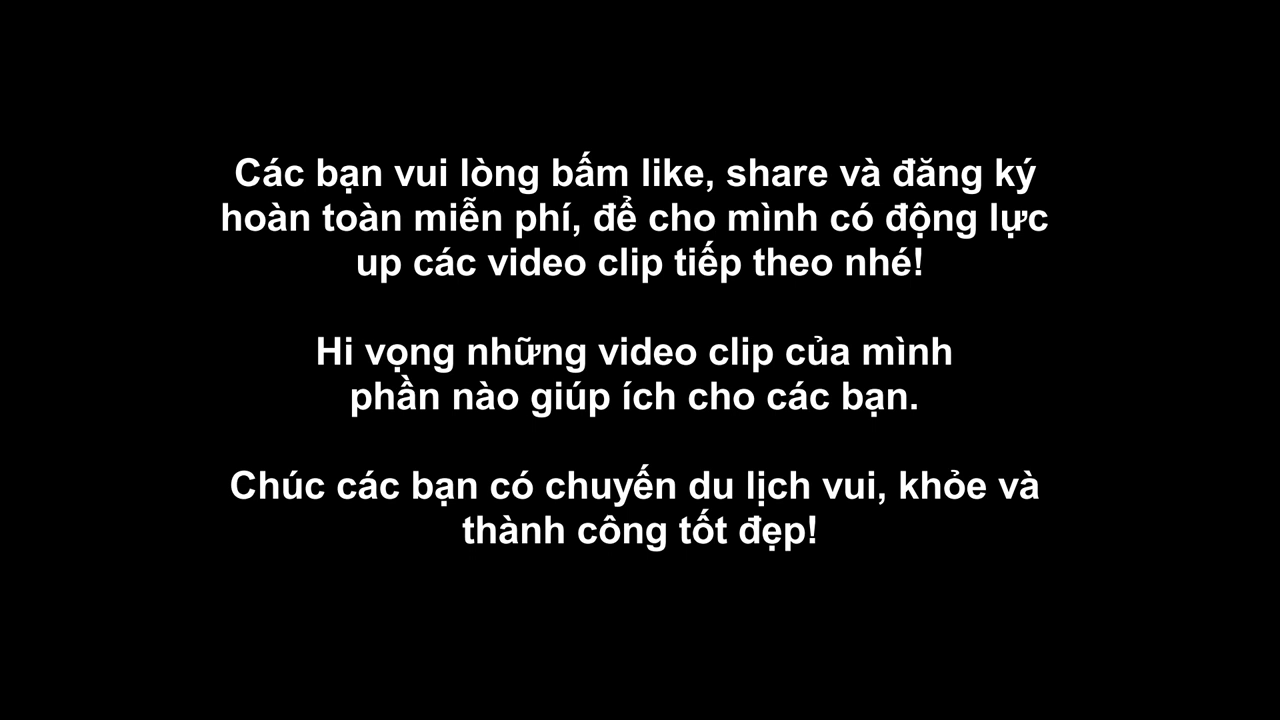 Các bạn vui lòng bấm like, share và đăng ký
hoàn toàn miễn phí, để cho mình có động lực
up các video clip tiếp theo nhé!
Hi vọng những video clip của mình
phần nào giúp ích cho các bạn.
Chúc các bạn có chuyến du lịch vui, khỏe và
thành công tốt đẹp!